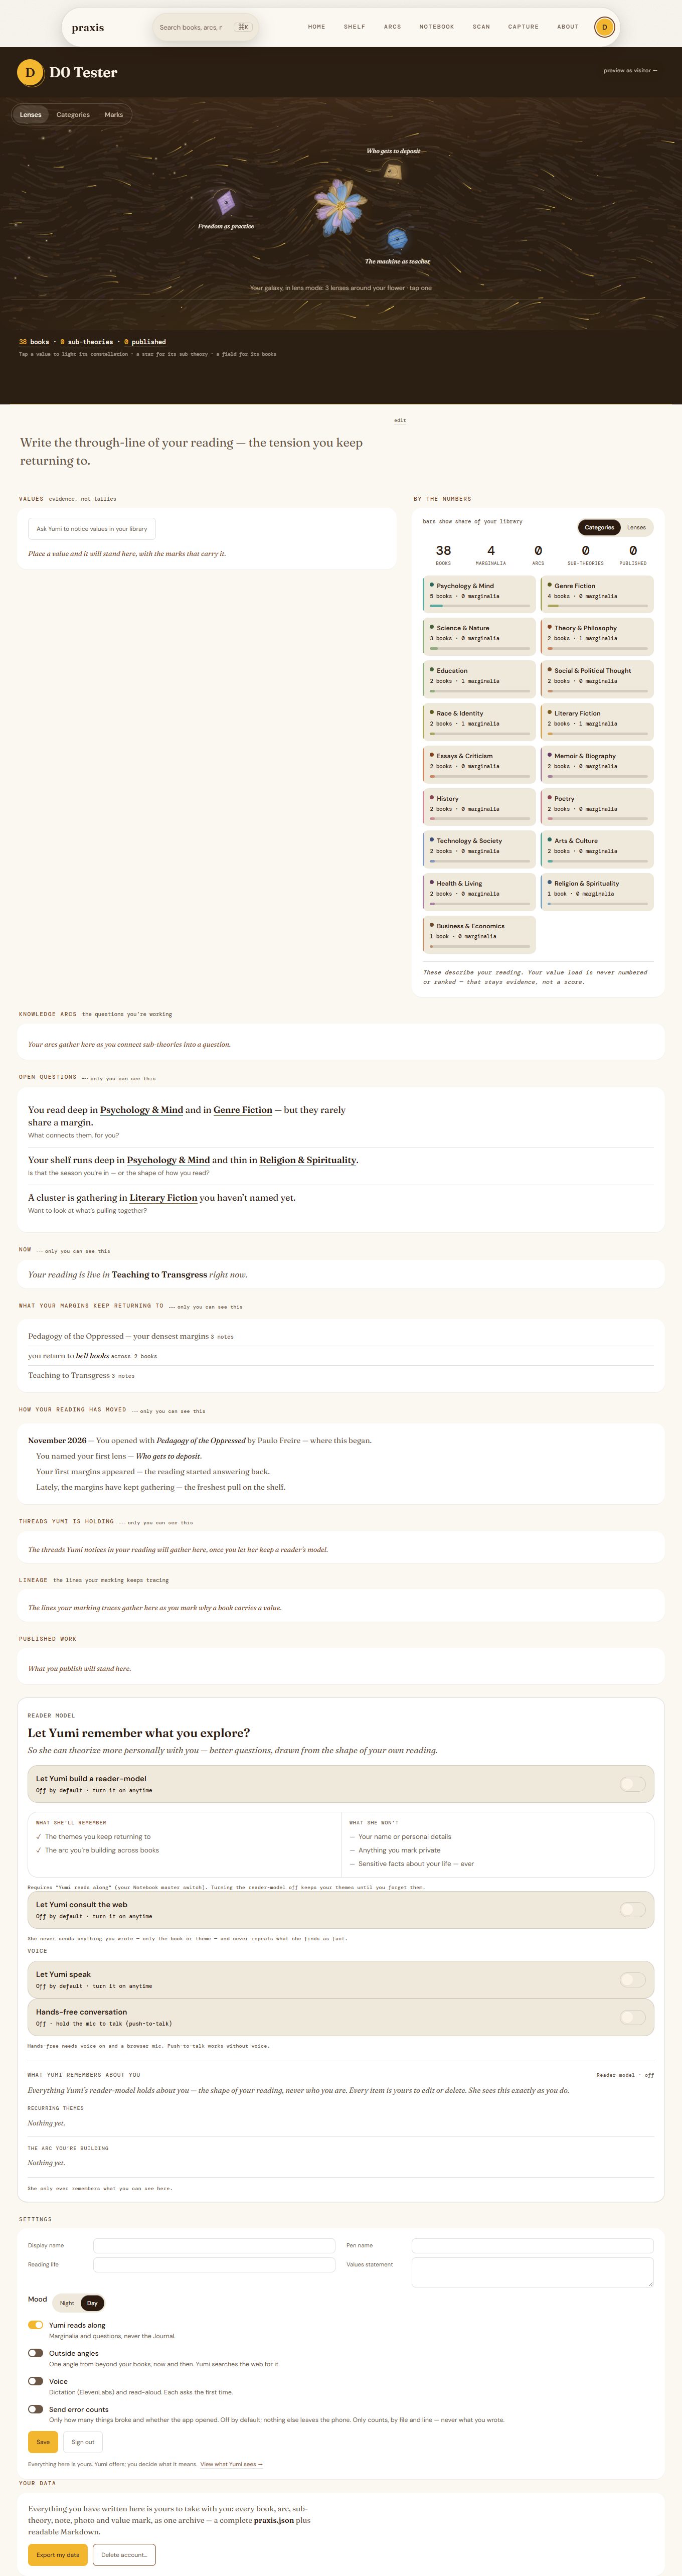 praxis
Search books, arcs, r
⌘K
HOME
SHELF
ARCS
NOTEBOOK
SCAN
CAPTURE
ABOUT
D
D
D0 Tester
preview as visitor →
Lenses
Categories
Marks
Who gets to deposit
Freedom as practice
The machine as teacher
Your galaxy, in lens mode: 3 lenses around your flower · tap one
38 books · 0 sub-theories · 0 published
Tap a value to light its constellation · a star for its sub-theory · a field for its books
edit
Write the through-line of your reading — the tension you keep
returning to.
VALUES evidence, not tallies
Ask Yumi to notice values in your library
Place a value and it will stand here, with the marks that carry it.
BY THE NUMBERS
bars show share of your library
Categories
Lenses
38
BOOKS
4
MARGINALIA
0
ARCS
0
SUB-THEORIES
0
PUBLISHED
Psychology & Mind
5 books · 0 marginalia
Genre Fiction
4 books · 0 marginalia
Science & Nature
3 books · 0 marginalia
Theory & Philosophy
2 books · 1 marginalia
Education
2 books · 1 marginalia
Social & Political Thought
2 books · 0 marginalia
Race & Identity
2 books · 1 marginalia
Literary Fiction
2 books · 1 marginalia
Essays & Criticism
2 books · 0 marginalia
Memoir & Biography
2 books · 0 marginalia
History
2 books · 0 marginalia
Poetry
2 books · 0 marginalia
Technology & Society
2 books · 0 marginalia
Arts & Culture
2 books · 0 marginalia
Health & Living
2 books · 0 marginalia
Religion & Spirituality
1 book · 0 marginalia
Business & Economics
1 book · 0 marginalia
These describe your reading. Your value load is never numbered
or ranked — that stays evidence, not a score.
KNOWLEDGE ARCS the questions you're working
Your arcs gather here as you connect sub-theories into a question.
OPEN QUESTIONS only you can see this
You read deep in Psychology & Mind and in Genre Fiction — but they rarely
share a margin.
What connects them, for you?
Your shelf runs deep in Psychology & Mind and thin in Religion & Spirituality.
Is that the season you're in — or the shape of how you read?
A cluster is gathering in Literary Fiction you haven't named yet.
Want to look at what's pulling together?
NOW only you can see this
Your reading is live in Teaching to Transgress right now.
WHAT YOUR MARGINS KEEP RETURNING TO only you can see this
Pedagogy of the Oppressed — your densest margins 3 notes
you return to bell hooks across 2 books
Teaching to Transgress 3 notes
HOW YOUR READING HAS MOVED only you can see this
November 2026 — You opened with Pedagogy of the Oppressed by Paulo Freire — where this began.
You named your first lens — Who gets to deposit.
Your first margins appeared — the reading started answering back.
Lately, the margins have kept gathering — the freshest pull on the shelf.
THREADS YUMI IS HOLDING only you can see this
The threads Yumi notices in your reading will gather here, once you let her keep a reader's model.
LINEAGE the lines your marking keeps tracing
The lines your marking traces gather here as you mark why a book carries a value.
PUBLISHED WORK
What you publish will stand here.
READER MODEL
Let Yumi remember what you explore?
So she can theorize more personally with you — better questions, drawn from the shape of your own reading.
Let Yumi build a reader-model
Off by default · turn it on anytime
WHAT SHE'LL REMEMBER
✓ The themes you keep returning to
✓ The arc you're building across books
WHAT SHE WON'T
— Your name or personal details
— Anything you mark private
— Sensitive facts about your life — ever
Requires "Yumi reads along" (your Notebook master switch). Turning the reader-model off keeps your themes until you forget them.
Let Yumi consult the web
Off by default · turn it on anytime
She never sends anything you wrote — only the book or theme — and never repeats what she finds as fact.
VOICE
Let Yumi speak
Off by default · turn it on anytime
Hands-free conversation
Off · hold the mic to talk (push-to-talk)
Hands-free needs voice on and a browser mic. Push-to-talk works without voice.
WHAT YUMI REMEMBERS ABOUT YOU
Reader-model · off
Everything Yumi's reader-model holds about you — the shape of your reading, never who you are. Every item is yours to edit or delete. She sees this exactly as you do.
RECURRING THEMES
Nothing yet.
THE ARC YOU'RE BUILDING
Nothing yet.
She only ever remembers what you can see here.
SETTINGS
Display name
Pen name
Reading life
Values statement
Mood
Night
Day
Yumi reads along
Marginalia and questions, never the Journal.
Outside angles
One angle from beyond your books, now and then. Yumi searches the web for it.
Voice
Dictation (ElevenLabs) and read-aloud. Each asks the first time.
Send error counts
Only how many things broke and whether the app opened. Off by default; nothing else leaves the phone. Only counts, by file and line — never what you wrote.
Save
Sign out
Everything here is yours. Yumi offers; you decide what it means. View what Yumi sees →
YOUR DATA
Everything you have written here is yours to take with you: every book, arc, sub-
theory, note, photo and value mark, as one archive — a complete praxis.json plus
readable Markdown.
Export my data
Delete account…